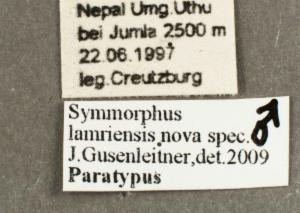 Nepal Umg.Uthu
bei Jumla 2500 m
22.06.1997
leg.Creutzburg
Symmorphus
lamriensis nova spec. ♂
J.Gusenleitner,det.2009
Paratypus